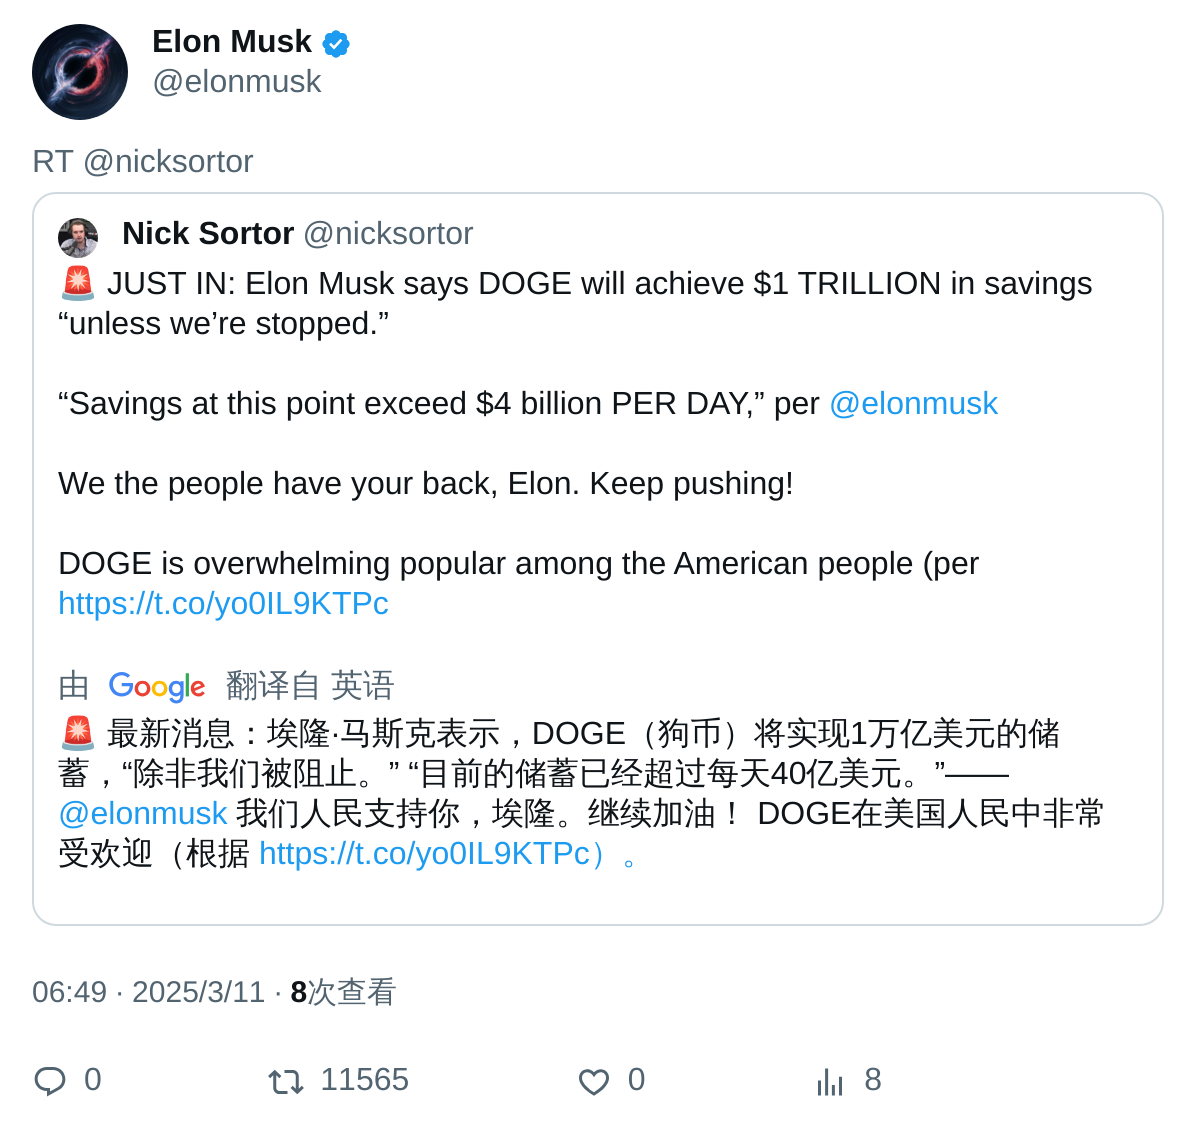 Elon Musk
@elonmusk
RT @nicksortor
Nick Sortor @nicksortor
🚨 JUST IN: Elon Musk says DOGE will achieve $1 TRILLION in savings
“unless we’re stopped.”
“Savings at this point exceed $4 billion PER DAY,” per @elonmusk
We the people have your back, Elon. Keep pushing!
DOGE is overwhelming popular among the American people (per
https://t.co/yo0IL9KTPc
由 Google 翻译自 英语
🚨 最新消息：埃隆·马斯克表示，DOGE（狗币）将实现1万亿美元的储
蓄，“除非我们被阻止。” “目前的储蓄已经超过每天40亿美元。”——
@elonmusk 我们人民支持你，埃隆。继续加油！ DOGE在美国人民中非常
受欢迎（根据 https://t.co/yo0IL9KTPc）。
06:49 · 2025/3/11 · 8次查看
0 11565 0 8